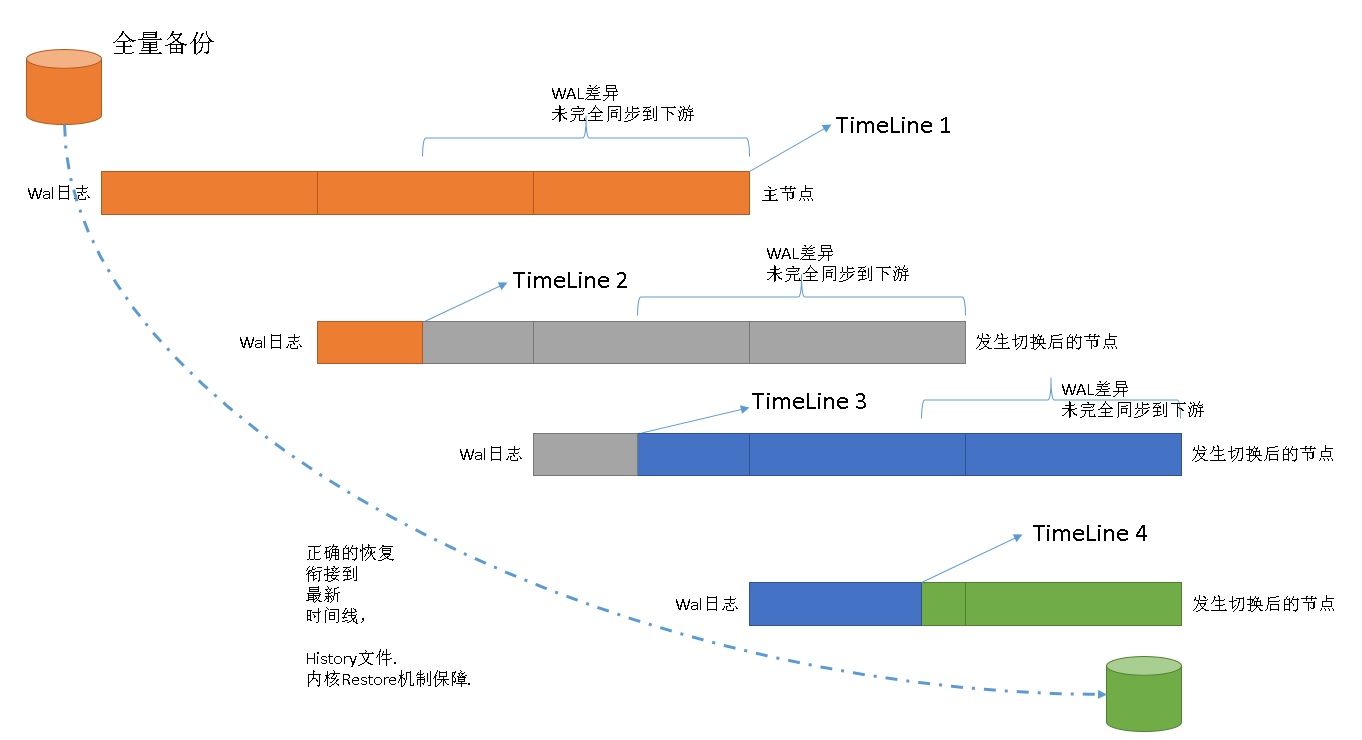 全量备份
WAL差异
未完全同步到下游
TimeLine 1
Wal日志
主节点
WAL差异
未完全同步到下游
TimeLine 2
Wal日志
发生切换后的节点
WAL差异
未完全同步到下游
TimeLine 3
Wal日志
发生切换后的节点
TimeLine 4
正确的恢复
衔接到
最新
时间线，
History文件.
内核Restore机制保障.
Wal日志
发生切换后的节点